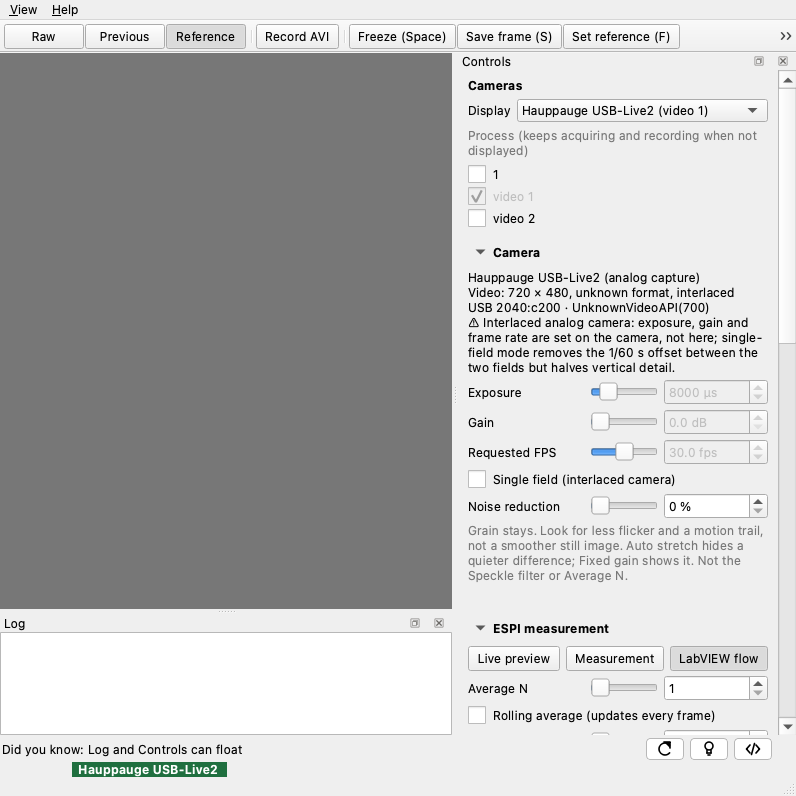 View Help
Raw Previous Reference Record AVI Freeze (Space) Save frame (S) Set reference (F) »
Controls
Cameras
Display Hauppauge USB-Live2 (video 1)
Process (keeps acquiring and recording when not
displayed)
1
video 1
video 2
Camera
Hauppauge USB-Live2 (analog capture)
Video: 720 × 480, unknown format, interlaced
USB 2040:c200 · UnknownVideoAPI(700)
⚠ Interlaced analog camera: exposure, gain and
frame rate are set on the camera, not here; single-
field mode removes the 1/60 s offset between the
two fields but halves vertical detail.
Exposure 8000 µs
Gain 0.0 dB
Requested FPS 30.0 fps
Single field (interlaced camera)
Noise reduction 0 %
Grain stays. Look for less flicker and a motion trail,
not a smoother still image. Auto stretch hides a
quieter difference; Fixed gain shows it. Not the
Speckle filter or Average N.
ESPI measurement
Live preview Measurement LabVIEW flow
Average N 1
Rolling average (updates every frame)
Log
Did you know: Log and Controls can float
Hauppauge USB-Live2